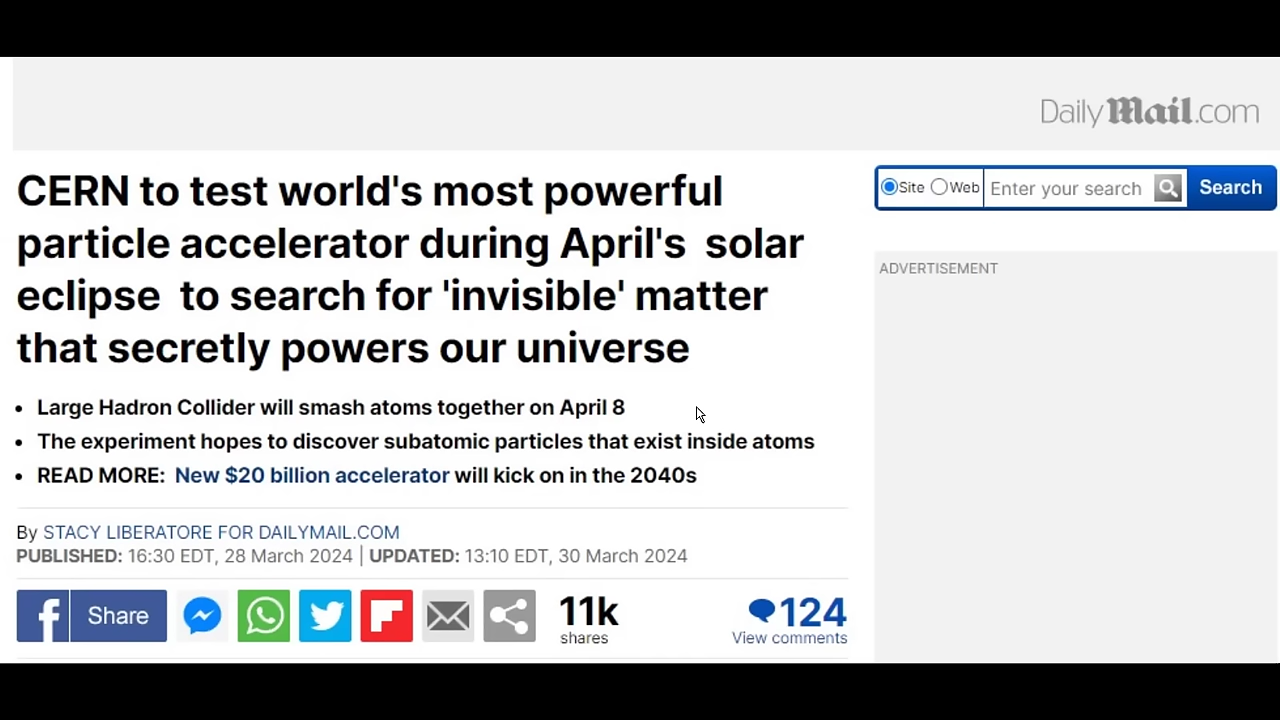 Daily Mail.com
CERN to test world's most powerful
particle accelerator during April's  solar
eclipse  to search for 'invisible' matter
that secretly powers our universe
Site Web Enter your search Search
ADVERTISEMENT
• Large Hadron Collider will smash atoms together on April 8
• The experiment hopes to discover subatomic particles that exist inside atoms
• READ MORE:  New $20 billion accelerator will kick on in the 2040s
By STACY LIBERATORE FOR DAILYMAIL.COM
PUBLISHED: 16:30 EDT, 28 March 2024 | UPDATED: 13:10 EDT, 30 March 2024
f Share
11k
shares
124
View comments